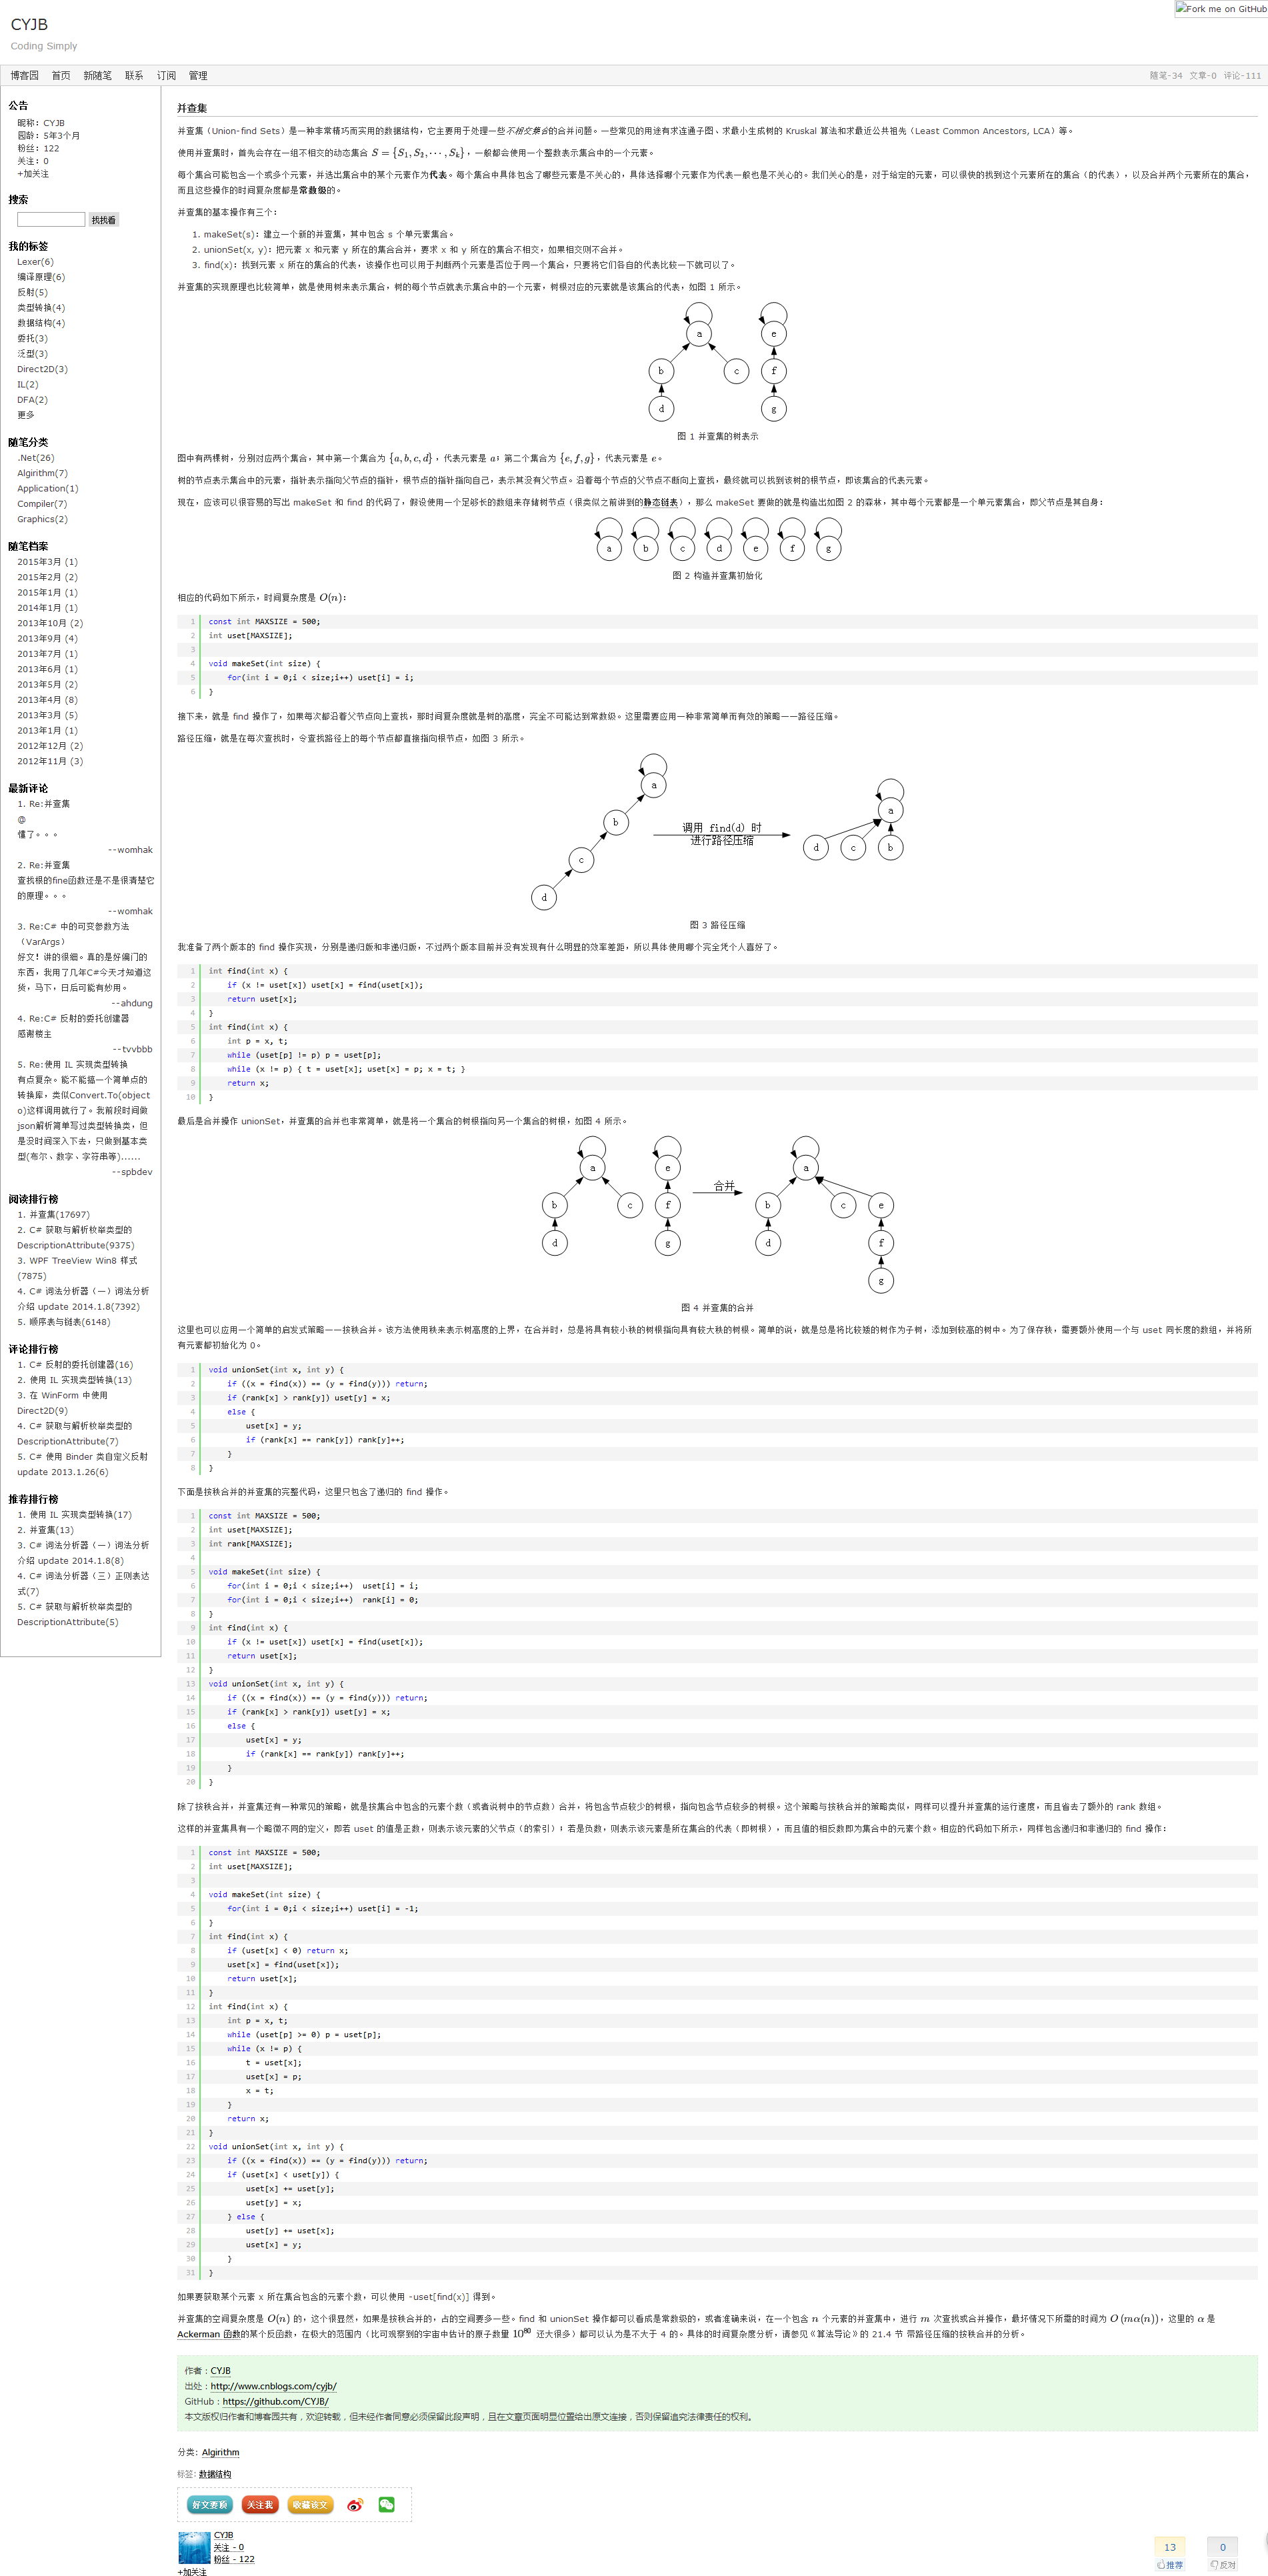 CYJB
Coding Simply
Fork me on GitHub
博客园 首页 新随笔 联系 订阅 管理
随笔-34 文章-0 评论-111
公告
昵称：CYJB
园龄：5年3个月
粉丝：122
关注：0
+加关注
搜索
找找看
我的标签
Lexer(6)
编译原理(6)
反射(5)
类型转换(4)
数据结构(4)
委托(3)
泛型(3)
Direct2D(3)
IL(2)
DFA(2)
更多
随笔分类
.Net(26)
Algirithm(7)
Application(1)
Compiler(7)
Graphics(2)
随笔档案
2015年3月 (1)
2015年2月 (2)
2015年1月 (1)
2014年1月 (1)
2013年10月 (2)
2013年9月 (4)
2013年7月 (1)
2013年6月 (1)
2013年5月 (2)
2013年4月 (8)
2013年3月 (5)
2013年1月 (1)
2012年12月 (2)
2012年11月 (3)
最新评论
1. Re:并查集
@
懂了。。。
--womhak
2. Re:并查集
查找根的fine函数还是不是很清楚它
的原理。。。
--womhak
3. Re:C# 中的可变参数方法
（VarArgs）
好文！讲的很细。真的是好偏门的
东西，我用了几年C#今天才知道这
货，马下，日后可能有妙用。
--ahdung
4. Re:C# 反射的委托创建器
感谢楼主
--tvvbbb
5. Re:使用 IL 实现类型转换
有点复杂。能不能搞一个简单点的
转换库，类似Convert.To(object
o)这样调用就行了。我前段时间做
json解析简单写过类型转换类，但
是没时间深入下去，只做到基本类
型(布尔、数字、字符串等)......
--spbdev
阅读排行榜
1. 并查集(17697)
2. C# 获取与解析枚举类型的
DescriptionAttribute(9375)
3. WPF TreeView Win8 样式
(7875)
4. C# 词法分析器（一）词法分析
介绍 update 2014.1.8(7392)
5. 顺序表与链表(6148)
评论排行榜
1. C# 反射的委托创建器(16)
2. 使用 IL 实现类型转换(13)
3. 在 WinForm 中使用
Direct2D(9)
4. C# 获取与解析枚举类型的
DescriptionAttribute(7)
5. C# 使用 Binder 类自定义反射
update 2013.1.26(6)
推荐排行榜
1. 使用 IL 实现类型转换(17)
2. 并查集(13)
3. C# 词法分析器（一）词法分析
介绍 update 2014.1.8(8)
4. C# 词法分析器（三）正则表达
式(7)
5. C# 获取与解析枚举类型的
DescriptionAttribute(5)
并查集
并查集（Union-find Sets）是一种非常精巧而实用的数据结构，它主要用于处理一些不相交集合的合并问题。一些常见的用途有求连通子图、求最小生成树的 Kruskal 算法和求最近公共祖先（Least Common Ancestors, LCA）等。
使用并查集时，首先会存在一组不相交的动态集合 S = {S₁, S₂, ⋯, Sₖ}，一般都会使用一个整数表示集合中的一个元素。
每个集合可能包含一个或多个元素，并选出集合中的某个元素作为代表。每个集合中具体包含了哪些元素是不关心的，具体选择哪个元素作为代表一般也是不关心的。我们关心的是，对于给定的元素，可以很快的找到这个元素所在的集合（的代表），以及合并两个元素所在的集合，
而且这些操作的时间复杂度都是常数级的。
并查集的基本操作有三个：
1. makeSet(s)：建立一个新的并查集，其中包含 s 个单元素集合。
2. unionSet(x, y)：把元素 x 和元素 y 所在的集合合并，要求 x 和 y 所在的集合不相交，如果相交则不合并。
3. find(x)：找到元素 x 所在的集合的代表，该操作也可以用于判断两个元素是否位于同一个集合，只要将它们各自的代表比较一下就可以了。
并查集的实现原理也比较简单，就是使用树来表示集合，树的每个节点就表示集合中的一个元素，树根对应的元素就是该集合的代表，如图 1 所示。
a e
b c f
d g
图 1 并查集的树表示
图中有两棵树，分别对应两个集合，其中第一个集合为 {a, b, c, d}，代表元素是 a；第二个集合为 {e, f, g}，代表元素是 e。
树的节点表示集合中的元素，指针表示指向父节点的指针，根节点的指针指向自己，表示其没有父节点。沿着每个节点的父节点不断向上查找，最终就可以找到该树的根节点，即该集合的代表元素。
现在，应该可以很容易的写出 makeSet 和 find 的代码了，假设使用一个足够长的数组来存储树节点（很类似之前讲到的静态链表），那么 makeSet 要做的就是构造出如图 2 的森林，其中每个元素都是一个单元素集合，即父节点是其自身：
a b c d e f g
图 2 构造并查集初始化
相应的代码如下所示，时间复杂度是 O(n)：
1 const int MAXSIZE = 500;
2 int uset[MAXSIZE];
3
4 void makeSet(int size) {
5 for(int i = 0;i < size;i++) uset[i] = i;
6 }
接下来，就是 find 操作了，如果每次都沿着父节点向上查找，那时间复杂度就是树的高度，完全不可能达到常数级。这里需要应用一种非常简单而有效的策略——路径压缩。
路径压缩，就是在每次查找时，令查找路径上的每个节点都直接指向根节点，如图 3 所示。
a
b
c
d
调用 find(d) 时
进行路径压缩
a
d c b
图 3 路径压缩
我准备了两个版本的 find 操作实现，分别是递归版和非递归版，不过两个版本目前并没有发现有什么明显的效率差距，所以具体使用哪个完全凭个人喜好了。
1 int find(int x) {
2 if (x != uset[x]) uset[x] = find(uset[x]);
3 return uset[x];
4 }
5 int find(int x) {
6 int p = x, t;
7 while (uset[p] != p) p = uset[p];
8 while (x != p) { t = uset[x]; uset[x] = p; x = t; }
9 return x;
10 }
最后是合并操作 unionSet，并查集的合并也非常简单，就是将一个集合的树根指向另一个集合的树根，如图 4 所示。
a e
b c f
d g
合并
a
b c e
d f
g
图 4 并查集的合并
这里也可以应用一个简单的启发式策略——按秩合并。该方法使用秩来表示树高度的上界，在合并时，总是将具有较小秩的树根指向具有较大秩的树根。简单的说，就是总是将比较矮的树作为子树，添加到较高的树中。为了保存秩，需要额外使用一个与 uset 同长度的数组，并将所
有元素都初始化为 0。
1 void unionSet(int x, int y) {
2 if ((x = find(x)) == (y = find(y))) return;
3 if (rank[x] > rank[y]) uset[y] = x;
4 else {
5 uset[x] = y;
6 if (rank[x] == rank[y]) rank[y]++;
7 }
8 }
下面是按秩合并的并查集的完整代码，这里只包含了递归的 find 操作。
1 const int MAXSIZE = 500;
2 int uset[MAXSIZE];
3 int rank[MAXSIZE];
4
5 void makeSet(int size) {
6 for(int i = 0;i < size;i++) uset[i] = i;
7 for(int i = 0;i < size;i++) rank[i] = 0;
8 }
9 int find(int x) {
10 if (x != uset[x]) uset[x] = find(uset[x]);
11 return uset[x];
12 }
13 void unionSet(int x, int y) {
14 if ((x = find(x)) == (y = find(y))) return;
15 if (rank[x] > rank[y]) uset[y] = x;
16 else {
17 uset[x] = y;
18 if (rank[x] == rank[y]) rank[y]++;
19 }
20 }
除了按秩合并，并查集还有一种常见的策略，就是按集合中包含的元素个数（或者说树中的节点数）合并，将包含节点较少的树根，指向包含节点较多的树根。这个策略与按秩合并的策略类似，同样可以提升并查集的运行速度，而且省去了额外的 rank 数组。
这样的并查集具有一个略微不同的定义，即若 uset 的值是正数，则表示该元素的父节点（的索引）；若是负数，则表示该元素是所在集合的代表（即树根），而且值的相反数即为集合中的元素个数。相应的代码如下所示，同样包含递归和非递归的 find 操作：
1 const int MAXSIZE = 500;
2 int uset[MAXSIZE];
3
4 void makeSet(int size) {
5 for(int i = 0;i < size;i++) uset[i] = -1;
6 }
7 int find(int x) {
8 if (uset[x] < 0) return x;
9 uset[x] = find(uset[x]);
10 return uset[x];
11 }
12 int find(int x) {
13 int p = x, t;
14 while (uset[p] >= 0) p = uset[p];
15 while (x != p) {
16 t = uset[x];
17 uset[x] = p;
18 x = t;
19 }
20 return x;
21 }
22 void unionSet(int x, int y) {
23 if ((x = find(x)) == (y = find(y))) return;
24 if (uset[x] < uset[y]) {
25 uset[x] += uset[y];
26 uset[y] = x;
27 } else {
28 uset[y] += uset[x];
29 uset[x] = y;
30 }
31 }
如果要获取某个元素 x 所在集合包含的元素个数，可以使用 -uset[find(x)] 得到。
并查集的空间复杂度是 O(n) 的，这个很显然，如果是按秩合并的，占的空间要多一些。find 和 unionSet 操作都可以看成是常数级的，或者准确来说，在一个包含 n 个元素的并查集中，进行 m 次查找或合并操作，最坏情况下所需的时间为 O (mα(n))，这里的 α 是
Ackerman 函数的某个反函数，在极大的范围内（比可观察到的宇宙中估计的原子数量 10⁸⁰ 还大很多）都可以认为是不大于 4 的。具体的时间复杂度分析，请参见《算法导论》的 21.4 节 带路径压缩的按秩合并的分析。
作者：CYJB
出处：http://www.cnblogs.com/cyjb/
GitHub：https://github.com/CYJB/
本文版权归作者和博客园共有，欢迎转载，但未经作者同意必须保留此段声明，且在文章页面明显位置给出原文连接，否则保留追究法律责任的权利。
分类: Algirithm
标签: 数据结构
好文要顶 关注我 收藏该文
CYJB
关注 - 0
粉丝 - 122
+加关注
13 0
推荐 反对